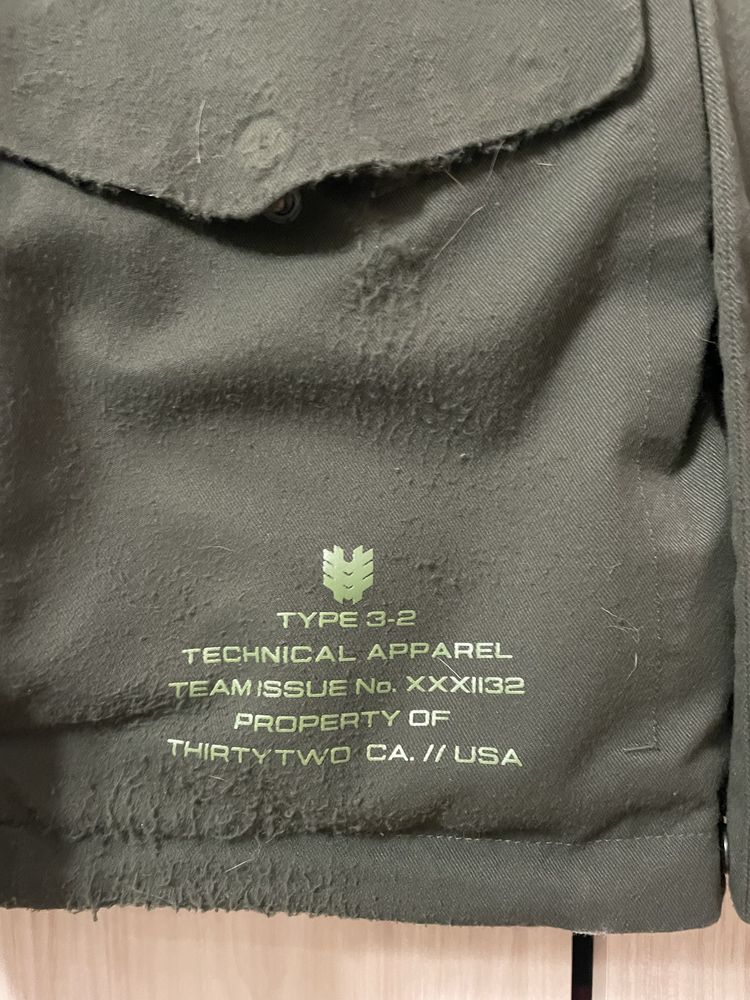 TYPE 3-2
TECHNICAL APPAREL
TEAM ISSUE No. XXXII32
PROPERTY OF
THIRTYTWO CA. // USA